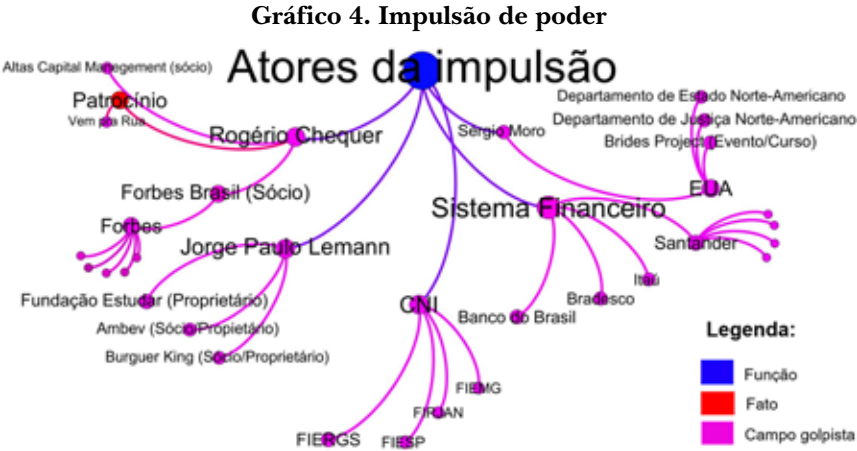 Gráfico 4. Impulsão de poder
Atores da impulsão
Altas Capital Manegement (sócio)
Patrocínio
Vem pra Rua
Rogério Chequer
Forbes Brasil (Sócio)
Forbes
Jorge Paulo Lemann
Fundação Estudar (Proprietário)
Ambev (Sócio/Propietário)
Burguer King (Sócio/Proprietário)
CNI
FIEMG
FIRJAN
FIESP
FIERGS
Sergio Moro
Departamento de Estado Norte-Americano
Departamento de Justiça Norte-Americano
Brides Project (Evento/Curso)
EUA
Sistema Financeiro
Santander
Itaú
Bradesco
Banco do Brasil
Legenda:
Função
Fato
Campo golpista